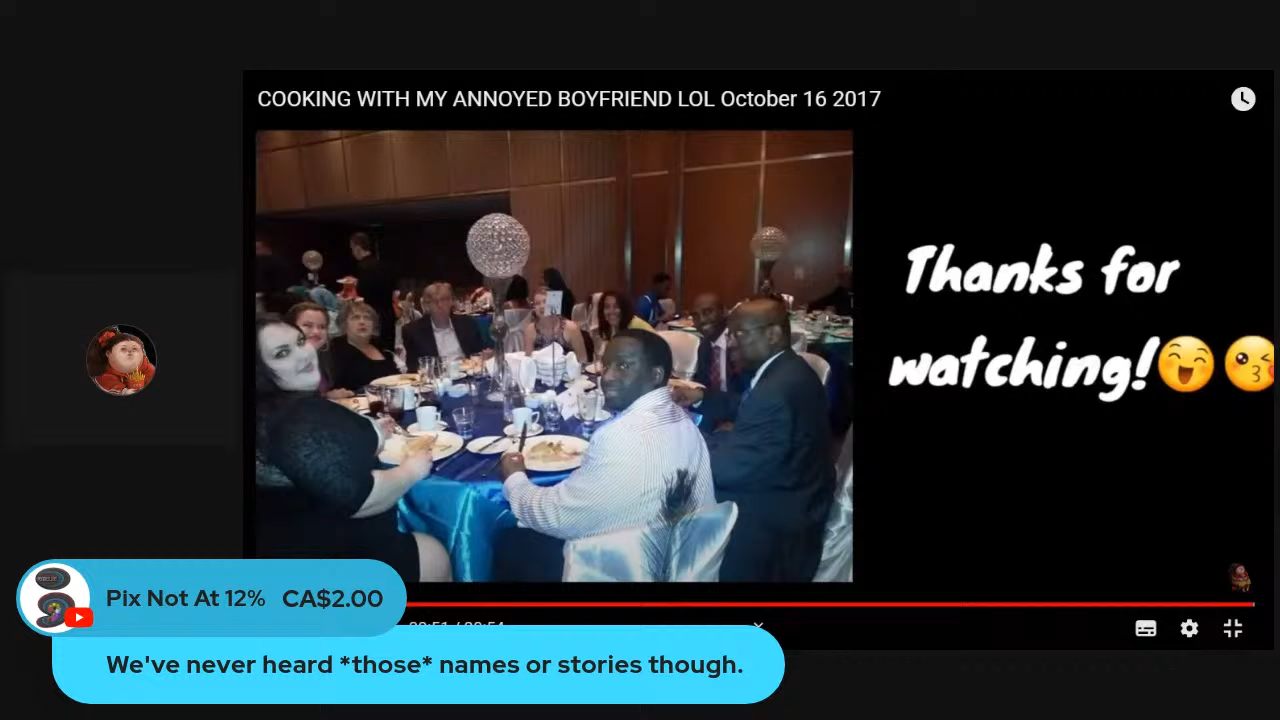 COOKING WITH MY ANNOYED BOYFRIEND LOL October 16 2017
Thanks for
watching!😄😘
Pix Not At 12% CA$2.00
We've never heard *those* names or stories though.